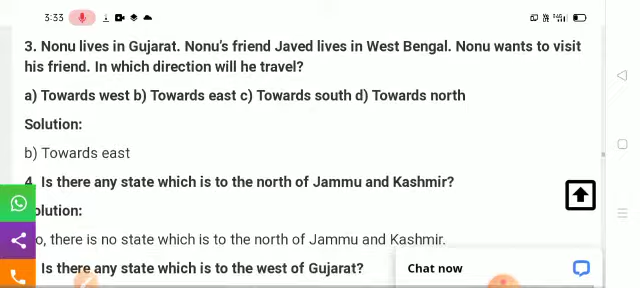 3:33
3. Nonu lives in Gujarat. Nonu's friend Javed lives in West Bengal. Nonu wants to visit
his friend. In which direction will he travel?
a) Towards west b) Towards east c) Towards south d) Towards north
Solution:
b) Towards east
4. Is there any state which is to the north of Jammu and Kashmir?
olution:
o, there is no state which is to the north of Jammu and Kashmir.
Is there any state which is to the west of Gujarat?
Chat now